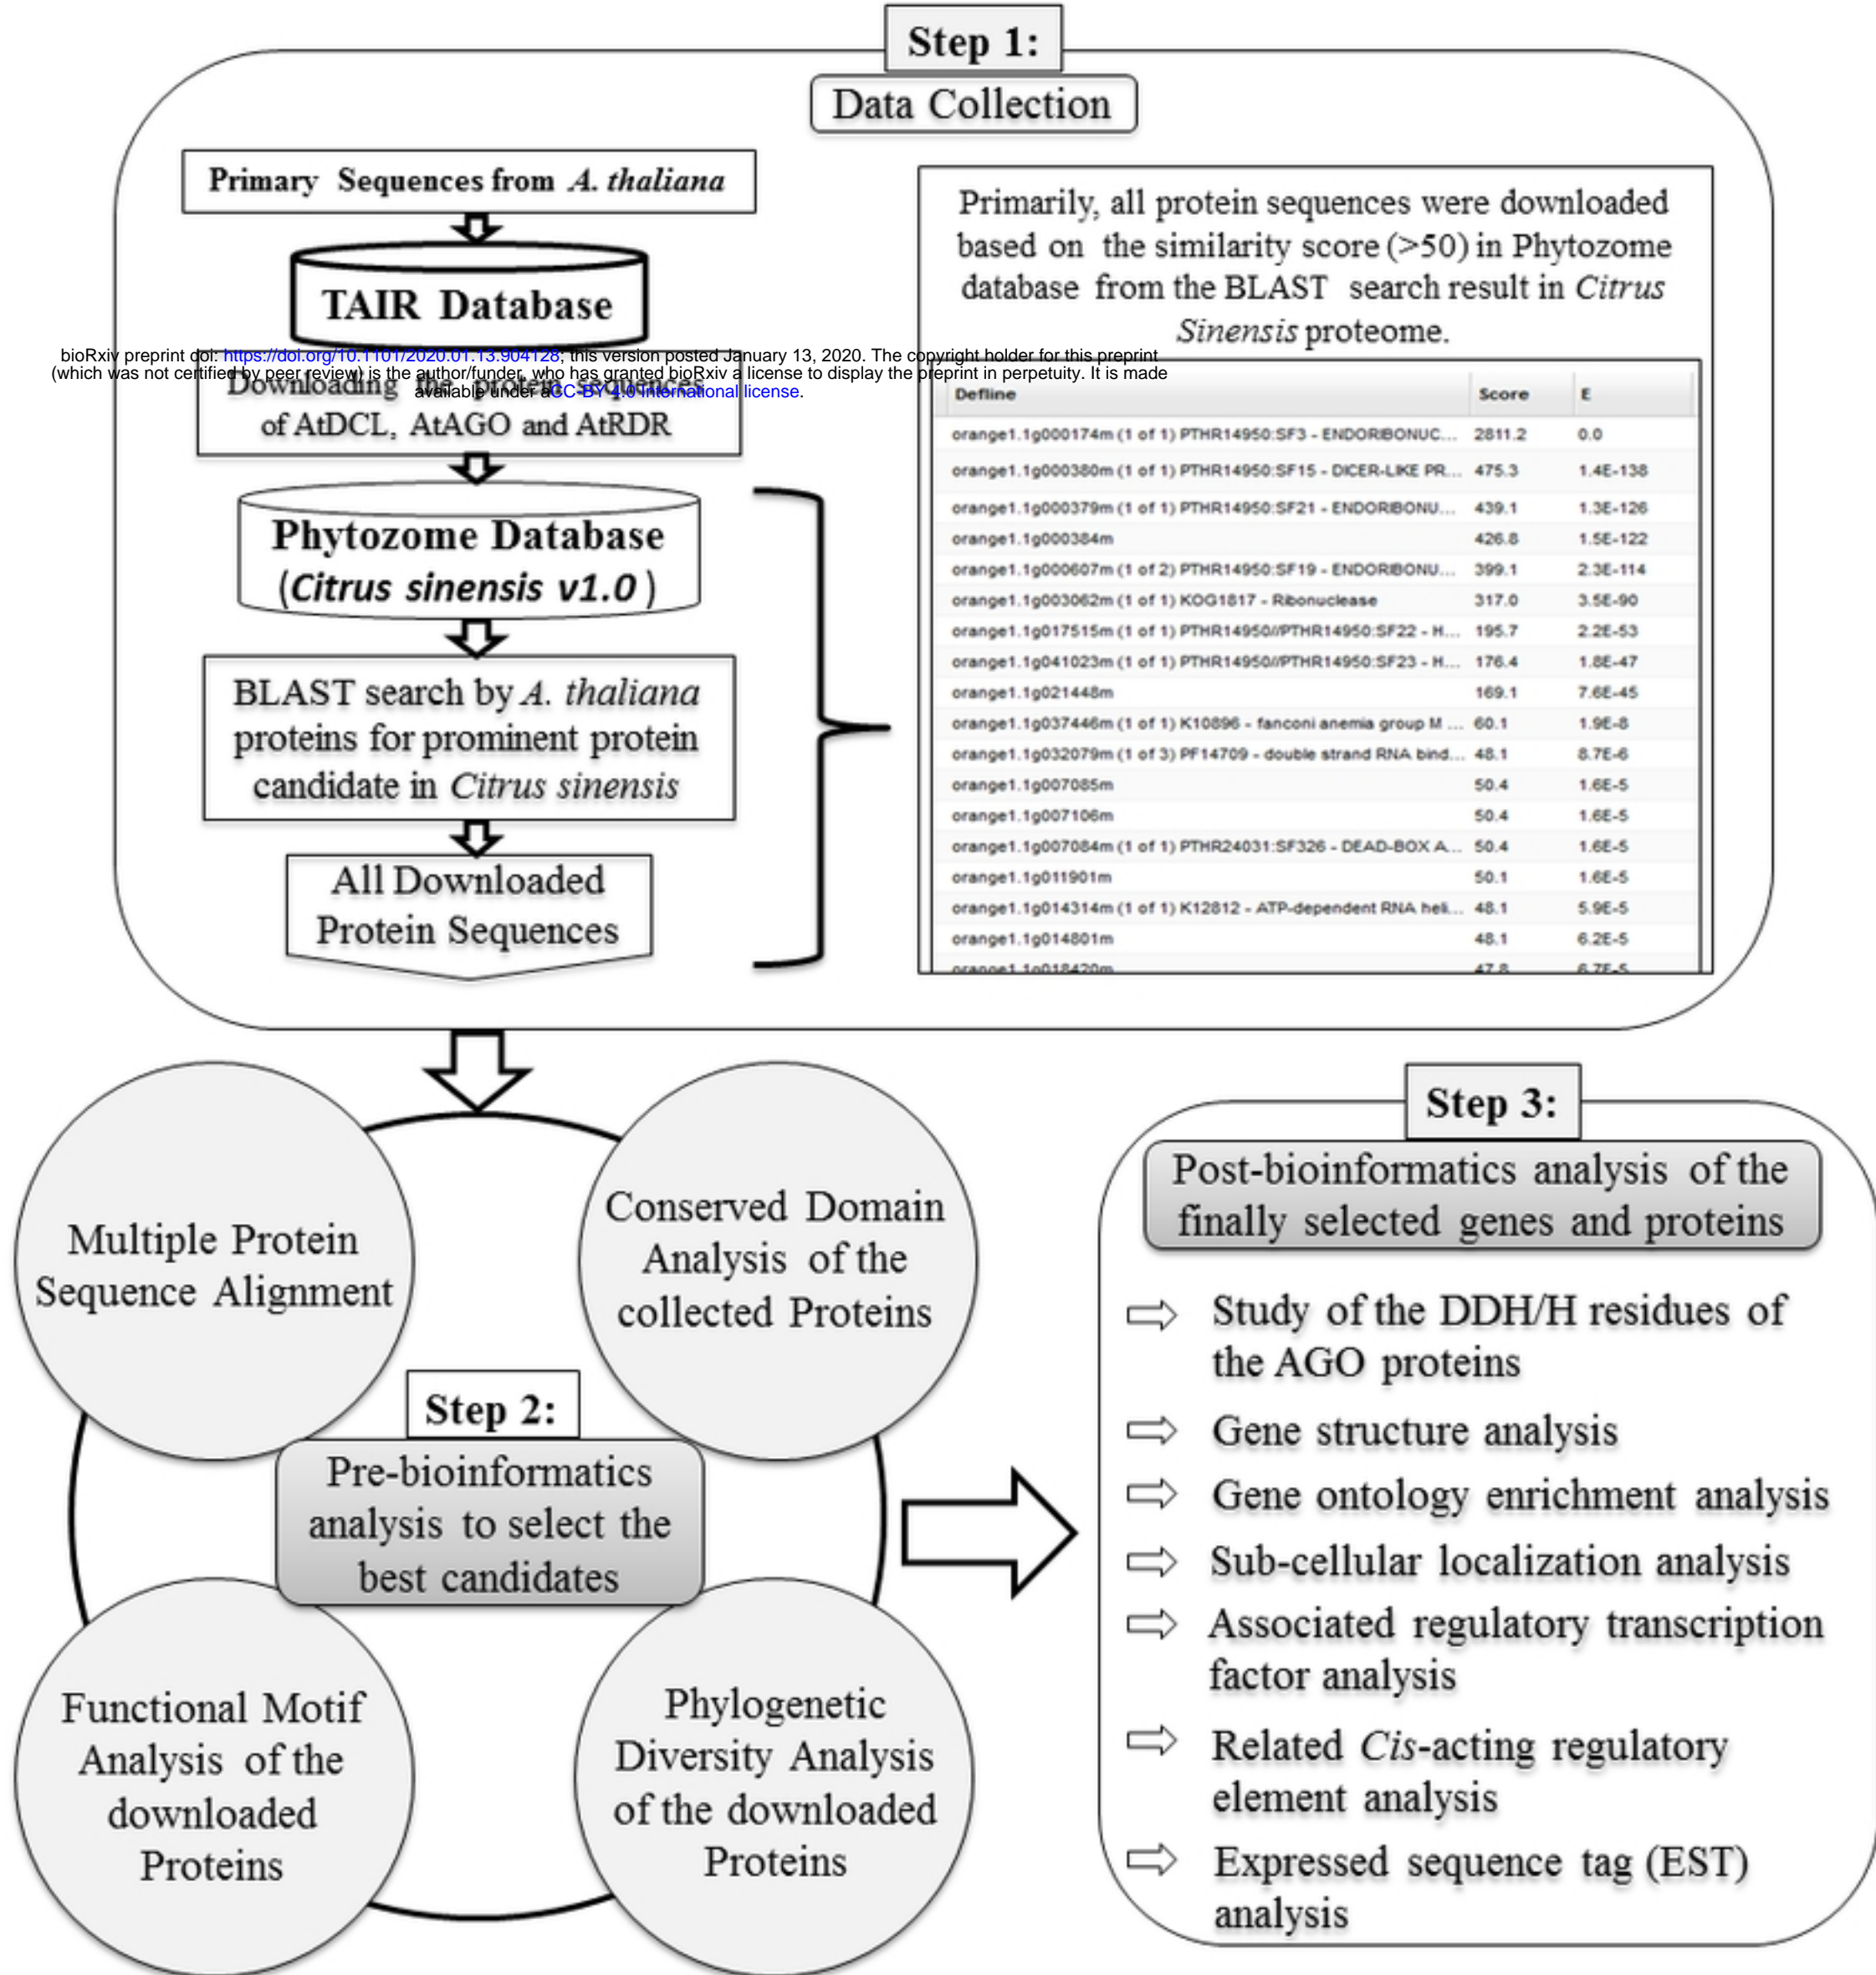 Step 1:
Data Collection
Primary Sequences from A. thaliana
TAIR Database
bioRxiv preprint doi: https://doi.org/10.1101/2020.01.13.904128; this version posted January 13, 2020. The copyright holder for this preprint
(which was not certified by peer review) is the author/funder, who has granted bioRxiv a license to display the preprint in perpetuity. It is made
available under aCC-BY 4.0 International license.
Downloading the protein sequences
of AtDCL, AtAGO and AtRDR
Phytozome Database
(Citrus sinensis v1.0 )
BLAST search by A. thaliana
proteins for prominent protein
candidate in Citrus sinensis
All Downloaded
Protein Sequences
Primarily, all protein sequences were downloaded
based on the similarity score (>50) in Phytozome
database from the BLAST search result in Citrus
Sinensis proteome.
Defline Score E
orange1.1g000174m (1 of 1) PTHR14950:SF3 - ENDORIBONUC... 2811.2 0.0
orange1.1g000380m (1 of 1) PTHR14950:SF15 - DICER-LIKE PR... 475.3 1.4E-138
orange1.1g000379m (1 of 1) PTHR14950:SF21 - ENDORIBONU... 439.1 1.3E-126
orange1.1g000384m 426.8 1.5E-122
orange1.1g000607m (1 of 2) PTHR14950:SF19 - ENDORIBONU... 399.1 2.3E-114
orange1.1g003062m (1 of 1) KOG1817 - Ribonuclease 317.0 3.5E-90
orange1.1g017515m (1 of 1) PTHR14950//PTHR14950:SF22 - H... 195.7 2.2E-53
orange1.1g041023m (1 of 1) PTHR14950//PTHR14950:SF23 - H... 176.4 1.8E-47
orange1.1g021448m 169.1 7.6E-45
orange1.1g037446m (1 of 1) K10896 - fanconi anemia group M ... 60.1 1.9E-8
orange1.1g032079m (1 of 3) PF14709 - double strand RNA bind... 48.1 8.7E-6
orange1.1g007085m 50.4 1.6E-5
orange1.1g007106m 50.4 1.6E-5
orange1.1g007084m (1 of 1) PTHR24031:SF326 - DEAD-BOX A... 50.4 1.6E-5
orange1.1g011901m 50.1 1.6E-5
orange1.1g014314m (1 of 1) K12812 - ATP-dependent RNA heli... 48.1 5.9E-5
orange1.1g014801m 48.1 6.2E-5
orange1.1g018420m 47.8 6.7E-5
Multiple Protein
Sequence Alignment
Conserved Domain
Analysis of the
collected Proteins
Step 2:
Pre-bioinformatics
analysis to select the
best candidates
Functional Motif
Analysis of the
downloaded
Proteins
Phylogenetic
Diversity Analysis
of the downloaded
Proteins
Step 3:
Post-bioinformatics analysis of the
finally selected genes and proteins
Study of the DDH/H residues of
the AGO proteins
Gene structure analysis
Gene ontology enrichment analysis
Sub-cellular localization analysis
Associated regulatory transcription
factor analysis
Related Cis-acting regulatory
element analysis
Expressed sequence tag (EST)
analysis